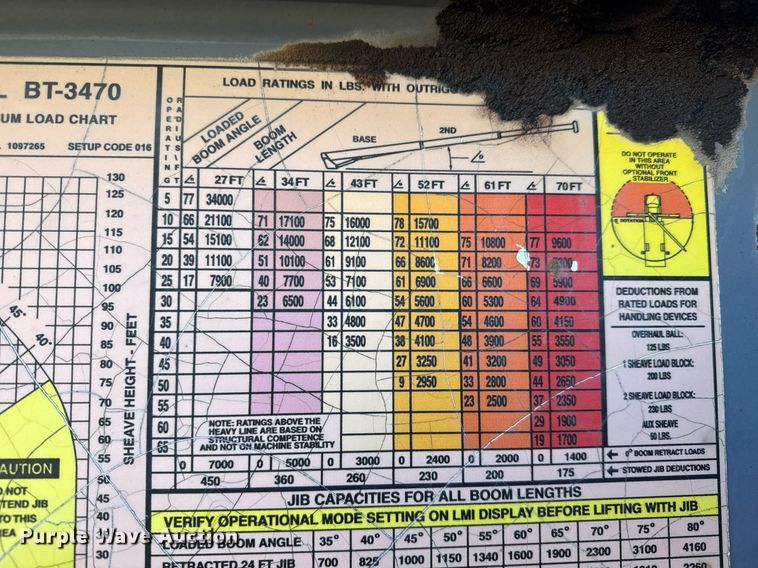 L BT-3470
UM LOAD CHART
1097265 SETUP CODE 016
LOAD RATINGS IN LBS. WITH OUTRIG
OPERATING RADIUS\FT
LOADED BOOM ANGLE
BOOM LENGTH
BASE 2ND
27 FT 34 FT 43 FT 52 FT 61 FT 70 FT
5 77 34000
10 66 21100 71 17100 75 16000 78 15700
15 54 15100 62 14000 68 12100 72 11100 75 10800 77 9600
20 39 11100 51 10100 61 9100 66 8600 71 8200 73
25 17 7900 40 7700 53 7100 61 6900 66 6600 69 5900
30 23 6500 44 6100 54 5600 60 5300 64 4900
35 33 4800 47 4700 54 4600 60 4150
40 16 3500 38 4100 48 3900 55 3550
45 27 3250 41 3200 49 3050
50 9 2950 33 2800 44 2650
55 23 2500 37 2350
60 29 1900
65 19 1700
NOTE: RATINGS ABOVE THE
HEAVY LINE ARE BASED ON
STRUCTURAL COMPETENCE
AND NOT ON MACHINE STABILITY
0 7000 0 5000 0 3000 0 2400 0 2000 0 1400 0° BOOM RETRACT LOADS
450 360 260 230 200 175 STOWED JIB DEDUCTIONS
JIB CAPACITIES FOR ALL BOOM LENGTHS
VERIFY OPERATIONAL MODE SETTING ON LMI DISPLAY BEFORE LIFTING WITH JIB
LOADED BOOM ANGLE 35° 40° 45° 50° 55° 60° 65° 70° 75° 80°
RETRACTED 24 FT JIB 700 825 1000 1150 1340 1600 1900 2300 3100 4160
DO NOT OPERATE
IN THIS AREA
WITHOUT
OPTIONAL FRONT
STABILIZER
ROTATION
DEDUCTIONS FROM
RATED LOADS FOR
HANDLING DEVICES
OVERHAUL BALL:
125 LBS
1 SHEAVE LOAD BLOCK:
200 LBS
2 SHEAVE LOAD BLOCK:
230 LBS
AUX SHEAVE
50 LBS.
130
125
120
115
110
105
100
95
90
85
80
75
70
65
60
55
50
45
40
35
30
SHEAVE HEIGHT - FEET
45°
40°
CAUTION
O NOT
TEND JIB
TO THIS
EA
Purple Wave Auction